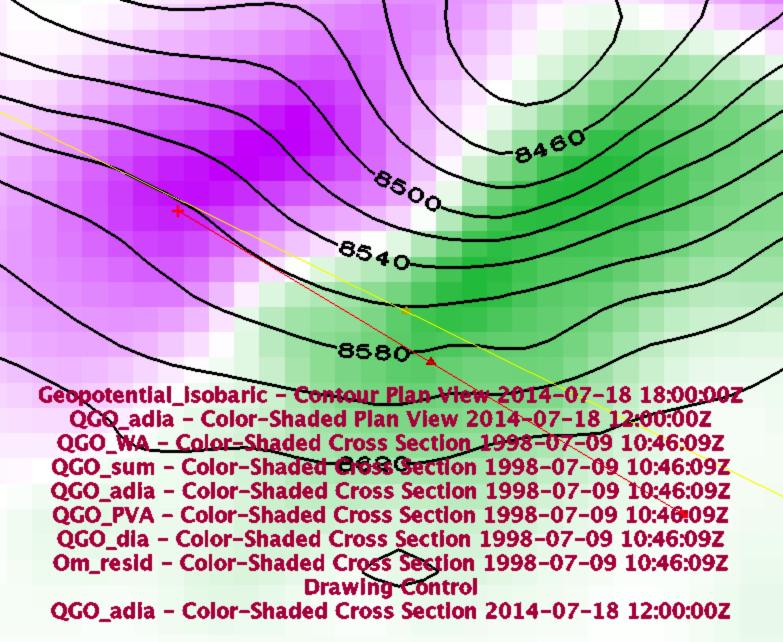 8460
8500
8540
8580
Geopotential_isobaric - Contour Plan View 2014-07-18 18:00:00Z
QGO_adia - Color-Shaded Plan View 2014-07-18 12:00:00Z
QGO_WA - Color-Shaded Cross Section 1998-07-09 10:46:09Z
QGO_sum - Color-Shaded Cross Section 1998-07-09 10:46:09Z
QGO_adia - Color-Shaded Cross Section 1998-07-09 10:46:09Z
QGO_PVA - Color-Shaded Cross Section 1998-07-09 10:46:09Z
QGO_dia - Color-Shaded Cross Section 1998-07-09 10:46:09Z
Om_resid - Color-Shaded Cross Section 1998-07-09 10:46:09Z
Drawing Control
QGO_adia - Color-Shaded Cross Section 2014-07-18 12:00:00Z